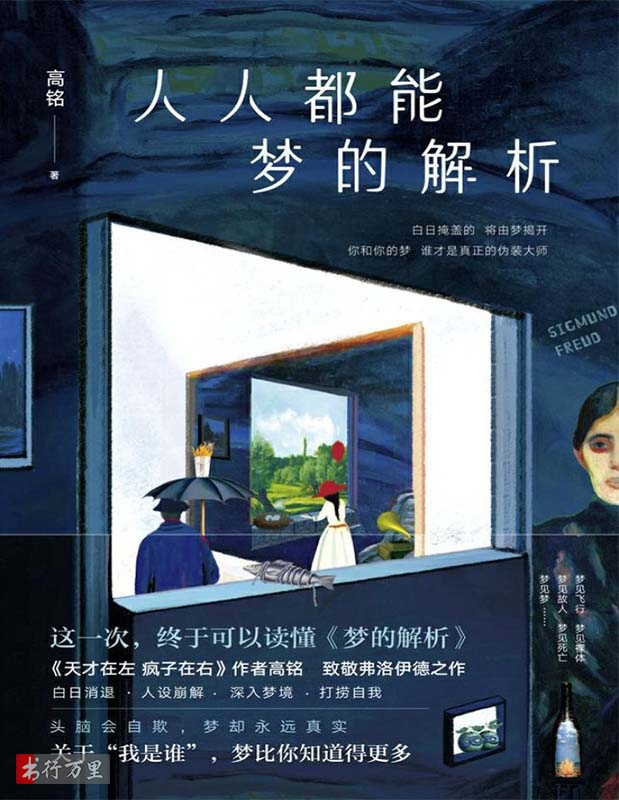 高铭
著
人人都能
梦的解析
白日掩盖的 将由梦揭开
你和你的梦 谁才是真正的伪装大师
SIGMUND
FREUD
梦见飞行 梦见裸体
梦见故人 梦见死亡
梦见梦……
这一次，终于可以读懂《梦的解析》
《天才在左 疯子在右》作者高铭 致敬弗洛伊德之作
白日消退 · 人设崩解 · 深入梦境 · 打捞自我
头脑会自欺，梦却永远真实
关于“我是谁”，梦比你知道得更多
书行万里